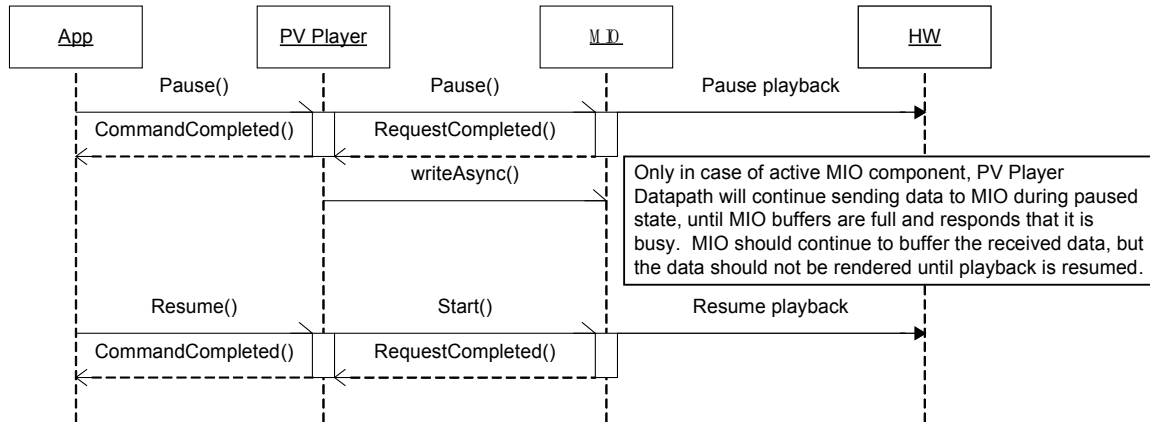 App
PV Player
MIO
HW
Pause()
Pause()
Pause playback
CommandCompleted()
RequestCompleted()
writeAsync()
Only in case of active MIO component, PV Player
Datapath will continue sending data to MIO during paused
state, until MIO buffers are full and responds that it is
busy. MIO should continue to buffer the received data, but
the data should not be rendered until playback is resumed.
Resume()
Start()
Resume playback
CommandCompleted()
RequestCompleted()